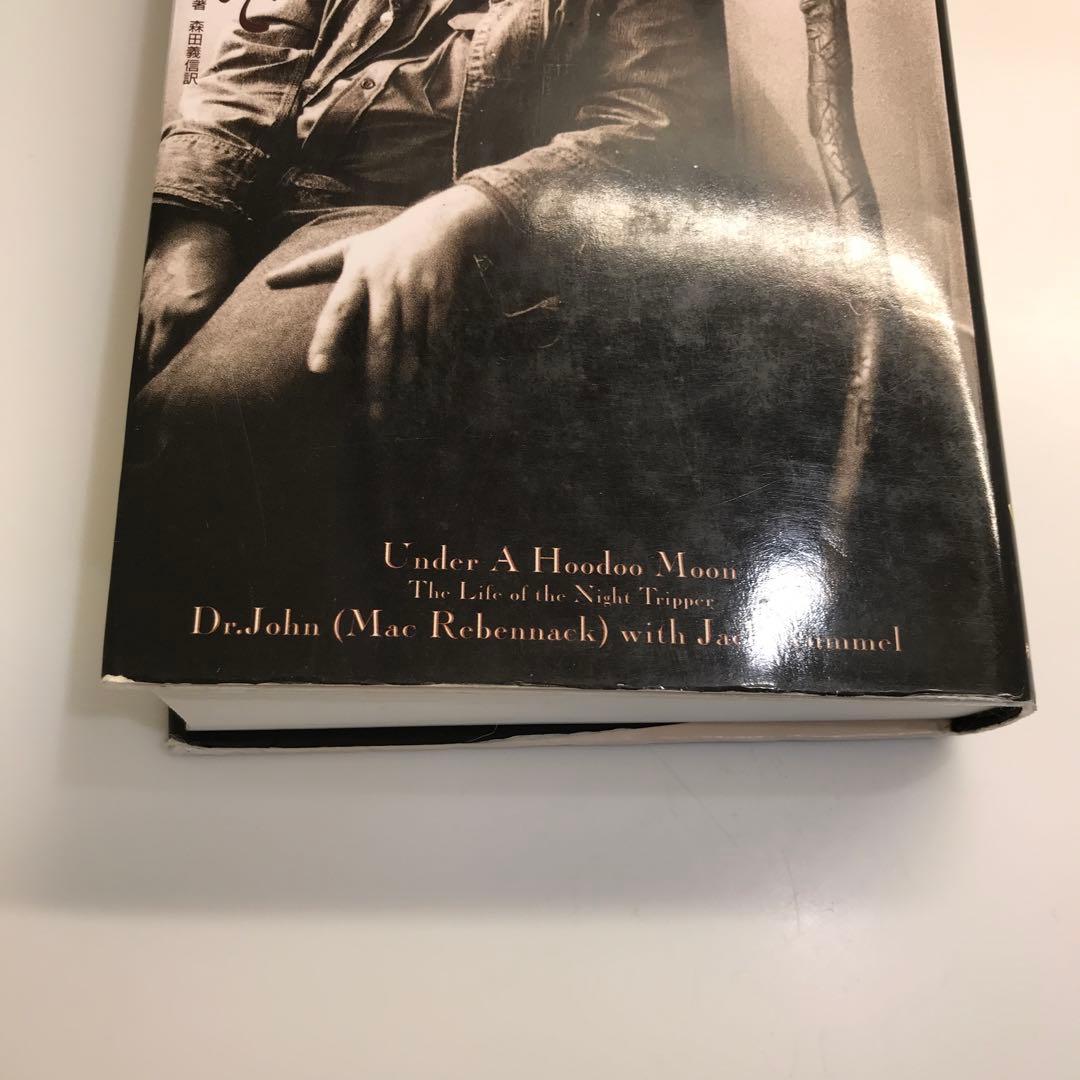 著 森田義信訳
Under A Hoodoo Moon
The Life of the Night Tripper
Dr.John (Mac Rebennack) with